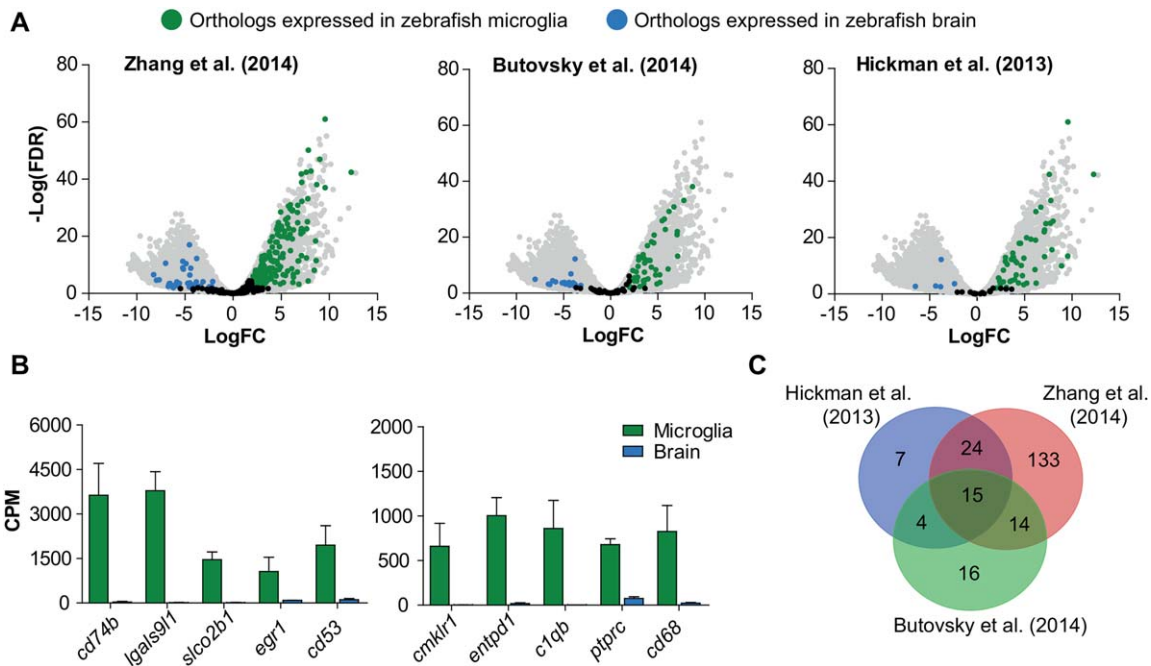 A
Orthologs expressed in zebrafish microglia
Orthologs expressed in zebrafish brain
Zhang et al. (2014)
Butovsky et al. (2014)
Hickman et al. (2013)
-Log(FDR)
80
60
40
20
0
-15 -10 -5 0 5 10 15
LogFC
80
60
40
20
0
-15 -10 -5 0 5 10 15
LogFC
80
60
40
20
0
-15 -10 -5 0 5 10 15
LogFC
B
CPM
6000
4500
3000
1500
0
cd74b lgals9l1 slco2b1 egr1 cd53
2000
1500
1000
500
0
cmklr1 entpd1 c1qb ptprc cd68
Microglia
Brain
C
Hickman et al.
(2013)
Zhang et al.
(2014)
7
24
133
15
4
14
16
Butovsky et al. (2014)